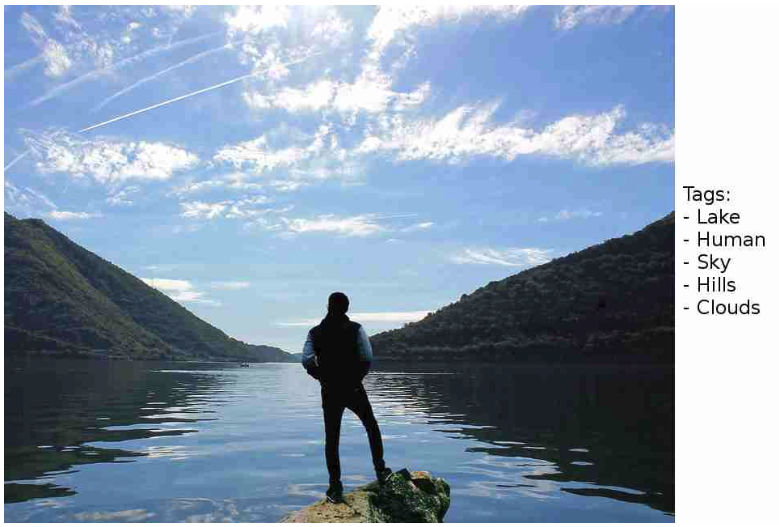 Tags:
- Lake
- Human
- Sky
- Hills
- Clouds